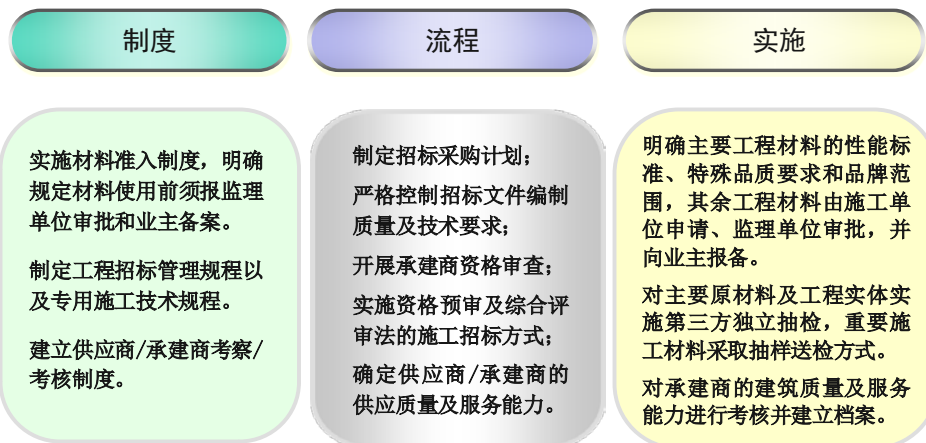 制度
实施材料准入制度，明确
规定材料使用前须报监理
单位审批和业主备案。
制定工程招标管理规程以
及专用施工技术规程。
建立供应商/承建商考察/
考核制度。
流程
制定招标采购计划；
严格控制招标文件编制
质量及技术要求；
开展承建商资格审查；
实施资格预审及综合评
审法的施工招标方式；
确定供应商/承建商的
供应质量及服务能力。
实施
明确主要工程材料的性能标
准、特殊品质要求和品牌范
围，其余工程材料由施工单
位申请、监理单位审批，并
向业主报备。
对主要原材料及工程实体实
施第三方独立抽检，重要施
工材料采取抽样送检方式。
对承建商的建筑质量及服务
能力进行考核并建立档案。